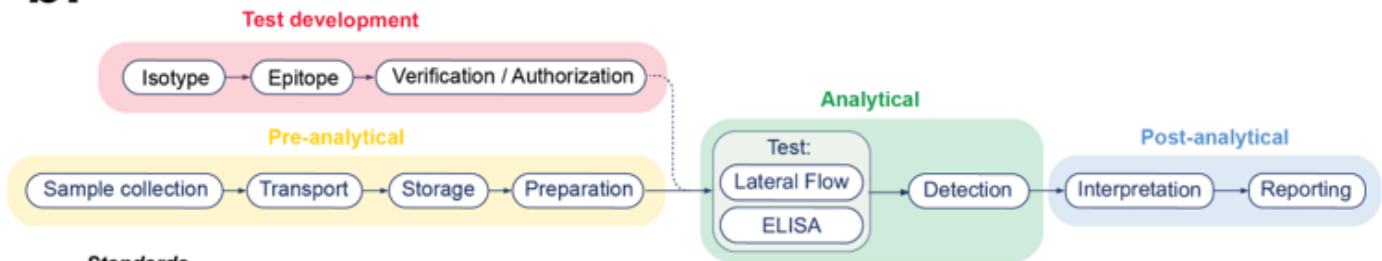 Test development
Isotype
Epitope
Verification / Authorization
Pre-analytical
Sample collection
Transport
Storage
Preparation
Analytical
Test:
Lateral Flow
ELISA
Detection
Post-analytical
Interpretation
Reporting